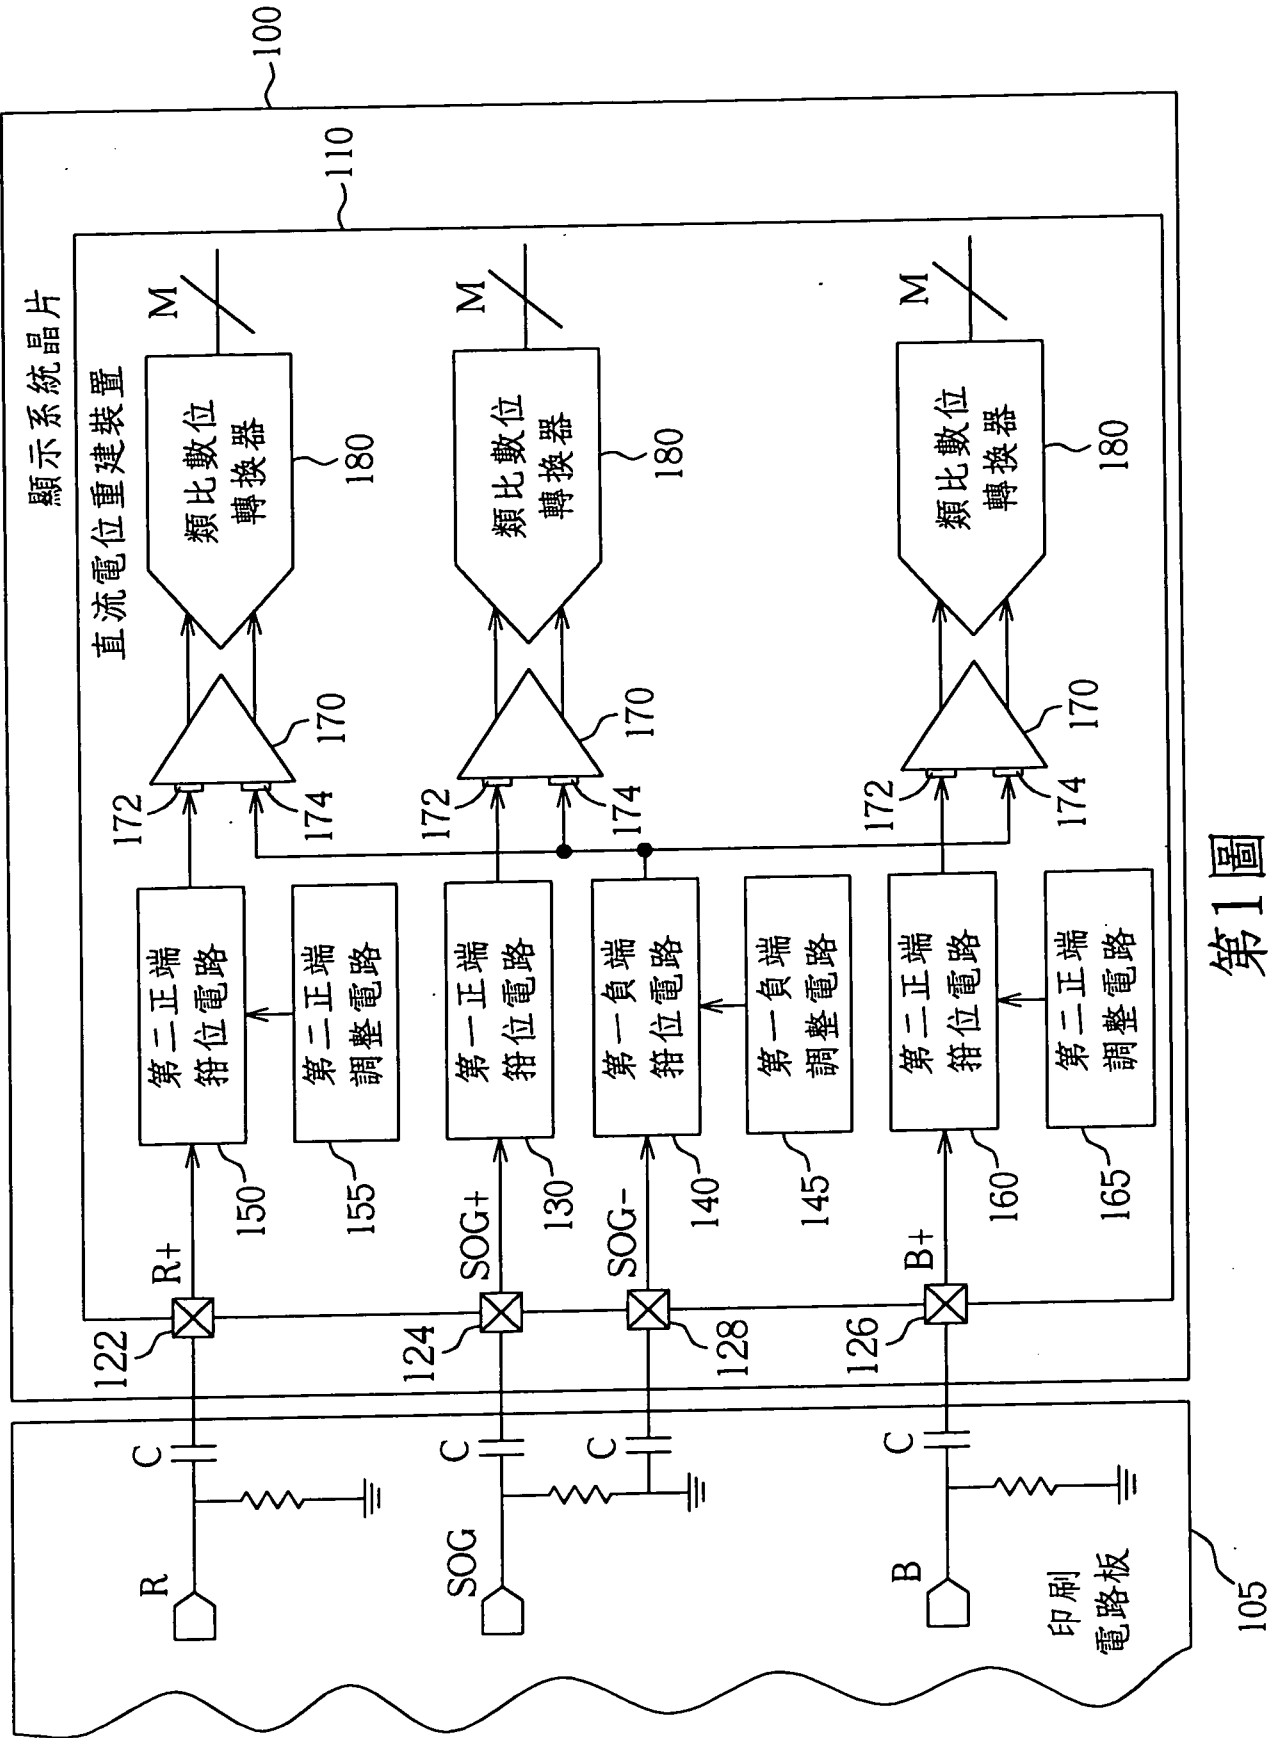 100
顯示系統晶片
110
直流電位重建裝置
R
C
122
R+
150
第二正端
箝位電路
155
第二正端
調整電路
172
174
170
類比數位
轉換器
180
M
SOG
C
124
SOG+
130
第一正端
箝位電路
172
174
170
類比數位
轉換器
180
M
C
128
SOG-
140
第一負端
箝位電路
145
第一負端
調整電路
B
C
126
B+
160
第二正端
箝位電路
165
第二正端
調整電路
172
174
170
類比數位
轉換器
180
M
印刷
電路板
105
第1圖